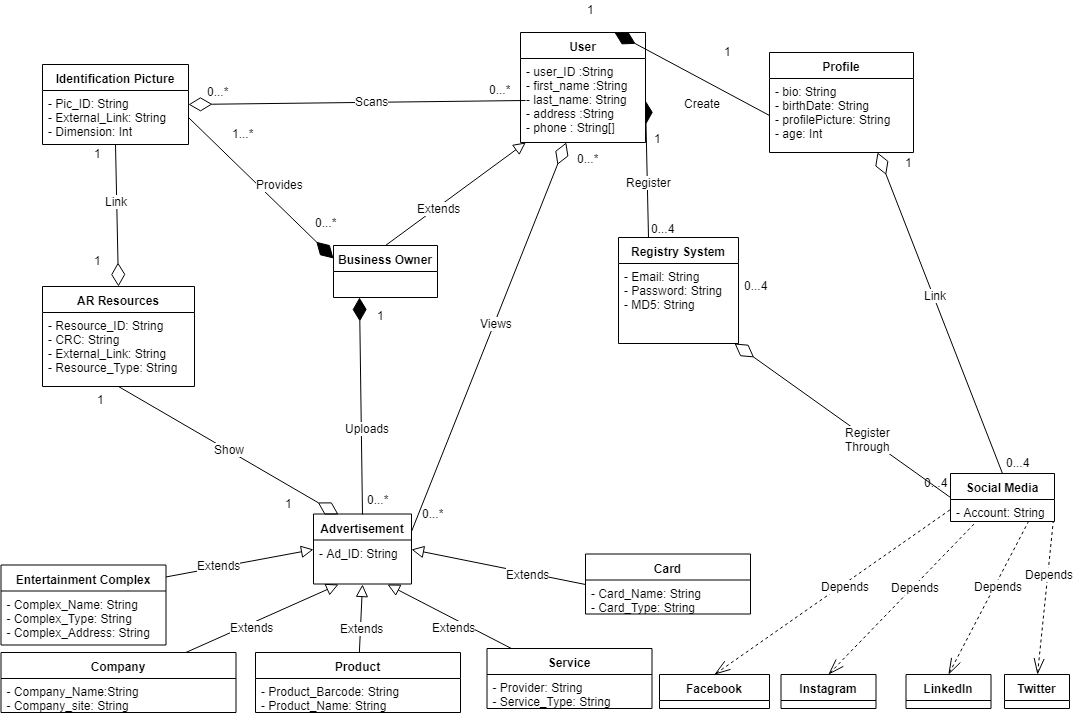 1
User
- user_ID :String
- first_name :String
- last_name: String
- address :String
- phone : String[]
1
Profile
- bio: String
- birthDate: String
- profilePicture: String
- age: Int
Create
Identification Picture
- Pic_ID: String
- External_Link: String
- Dimension: Int
0...*
Scans
0...*
1...*
1
Link
1
Provides
0...*
Extends
0...*
1
Register
0...4
1
Business Owner
1
Registry System
- Email: String
- Password: String
- MD5: String
0...4
AR Resources
- Resource_ID: String
- CRC: String
- External_Link: String
- Resource_Type: String
1
Link
Views
Uploads
Show
Register
Through
0...4
0...4
1
0...*
0...*
Social Media
- Account: String
Advertisement
- Ad_ID: String
Extends
Entertainment Complex
- Complex_Name: String
- Complex_Type: String
- Complex_Address: String
Extends
Card
- Card_Name: String
- Card_Type: String
Depends
Depends
Depends
Depends
Extends
Extends
Extends
Company
- Company_Name:String
- Company_site: String
Product
- Product_Barcode: String
- Product_Name: String
Service
- Provider: String
- Service_Type: String
Facebook
Instagram
LinkedIn
Twitter